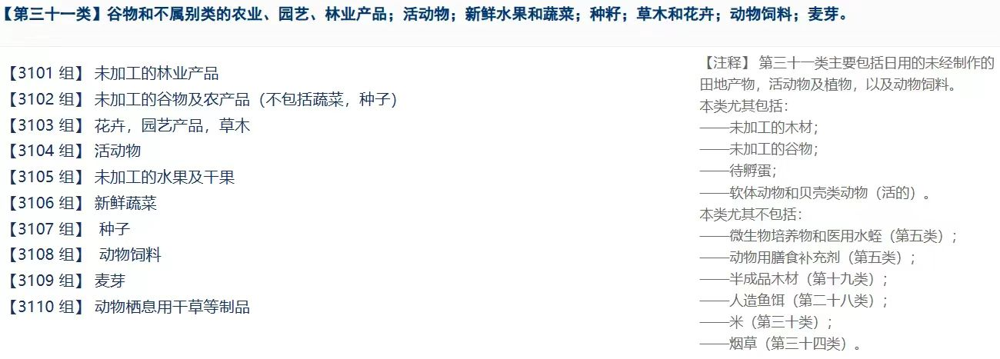 【第三十一类】谷物和不属别类的农业、园艺、林业产品；活动物；新鲜水果和蔬菜；种籽；草木和花卉；动物饲料；麦芽。
【3101 组】 未加工的林业产品
【3102 组】 未加工的谷物及农产品（不包括蔬菜，种子）
【3103 组】 花卉，园艺产品，草木
【3104 组】 活动物
【3105 组】 未加工的水果及干果
【3106 组】 新鲜蔬菜
【3107 组】 种子
【3108 组】 动物饲料
【3109 组】 麦芽
【3110 组】 动物栖息用干草等制品
【注释】 第三十一类主要包括日用的未经制作的
田地产物，活动物及植物，以及动物饲料。
本类尤其包括：
——未加工的木材；
——未加工的谷物；
——待孵蛋；
——软体动物和贝壳类动物（活的）。
本类尤其不包括：
——微生物培养物和医用水蛭（第五类）；
——动物用膳食补充剂（第五类）；
——半成品木材（第十九类）；
——人造鱼饵（第二十八类）；
——米（第三十类）；
——烟草（第三十四类）。